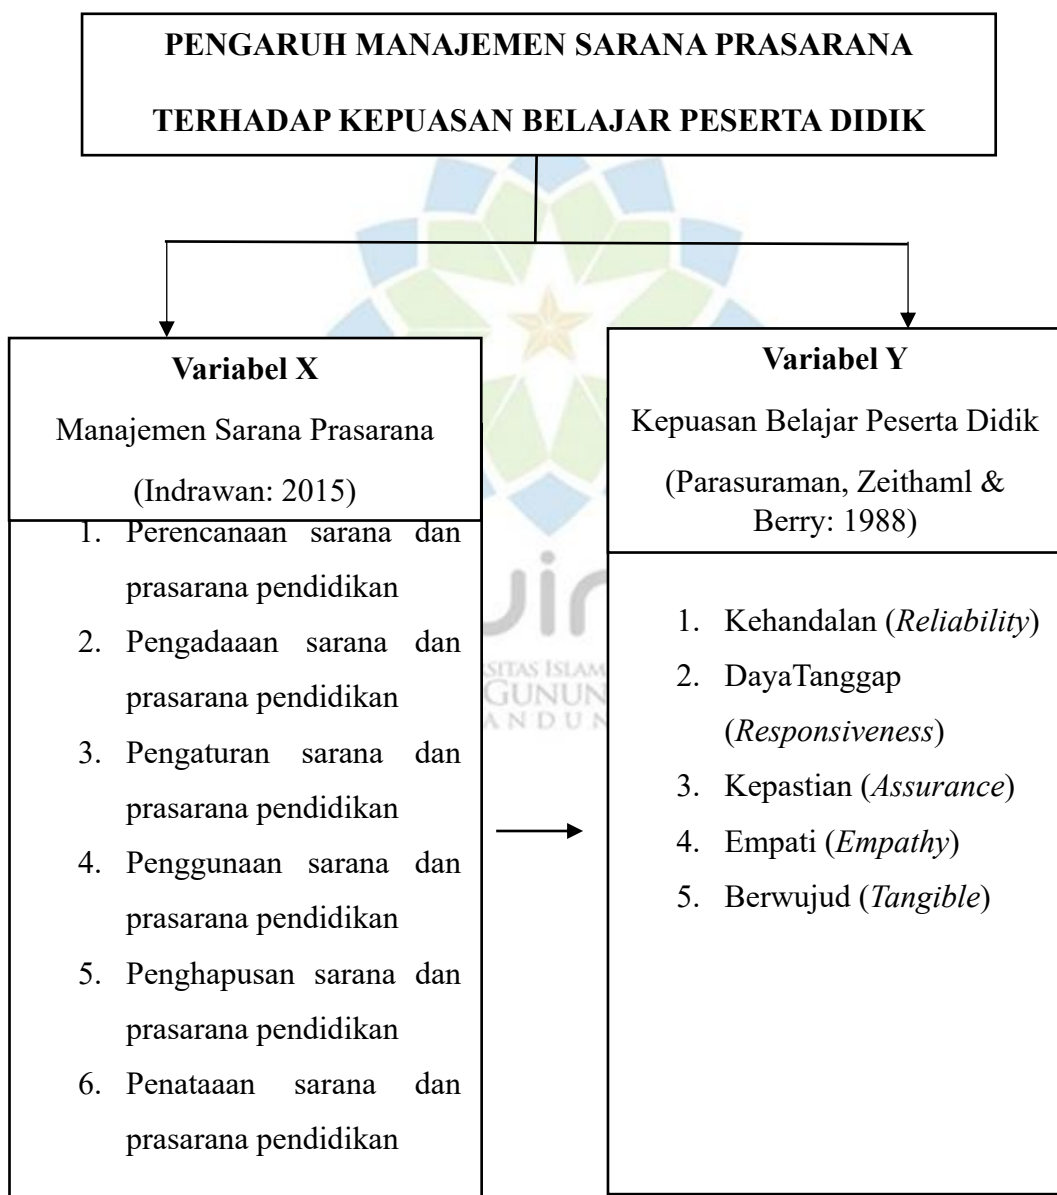 PENGARUH MANAJEMEN SARANA PRASARANA
TERHADAP KEPUASAN BELAJAR PESERTA DIDIK
Variabel X
Manajemen Sarana Prasarana
(Indrawan: 2015)
1. Perencanaan sarana dan
prasarana pendidikan
2. Pengadaaan sarana dan
prasarana pendidikan
3. Pengaturan sarana dan
prasarana pendidikan
4. Penggunaan sarana dan
prasarana pendidikan
5. Penghapusan sarana dan
prasarana pendidikan
6. Penataaan sarana dan
prasarana pendidikan
Variabel Y
Kepuasan Belajar Peserta Didik
(Parasuraman, Zeithaml &
Berry: 1988)
1. Kehandalan (Reliability)
2. DayaTanggap
(Responsiveness)
3. Kepastian (Assurance)
4. Empati (Empathy)
5. Berwujud (Tangible)
ISLAM